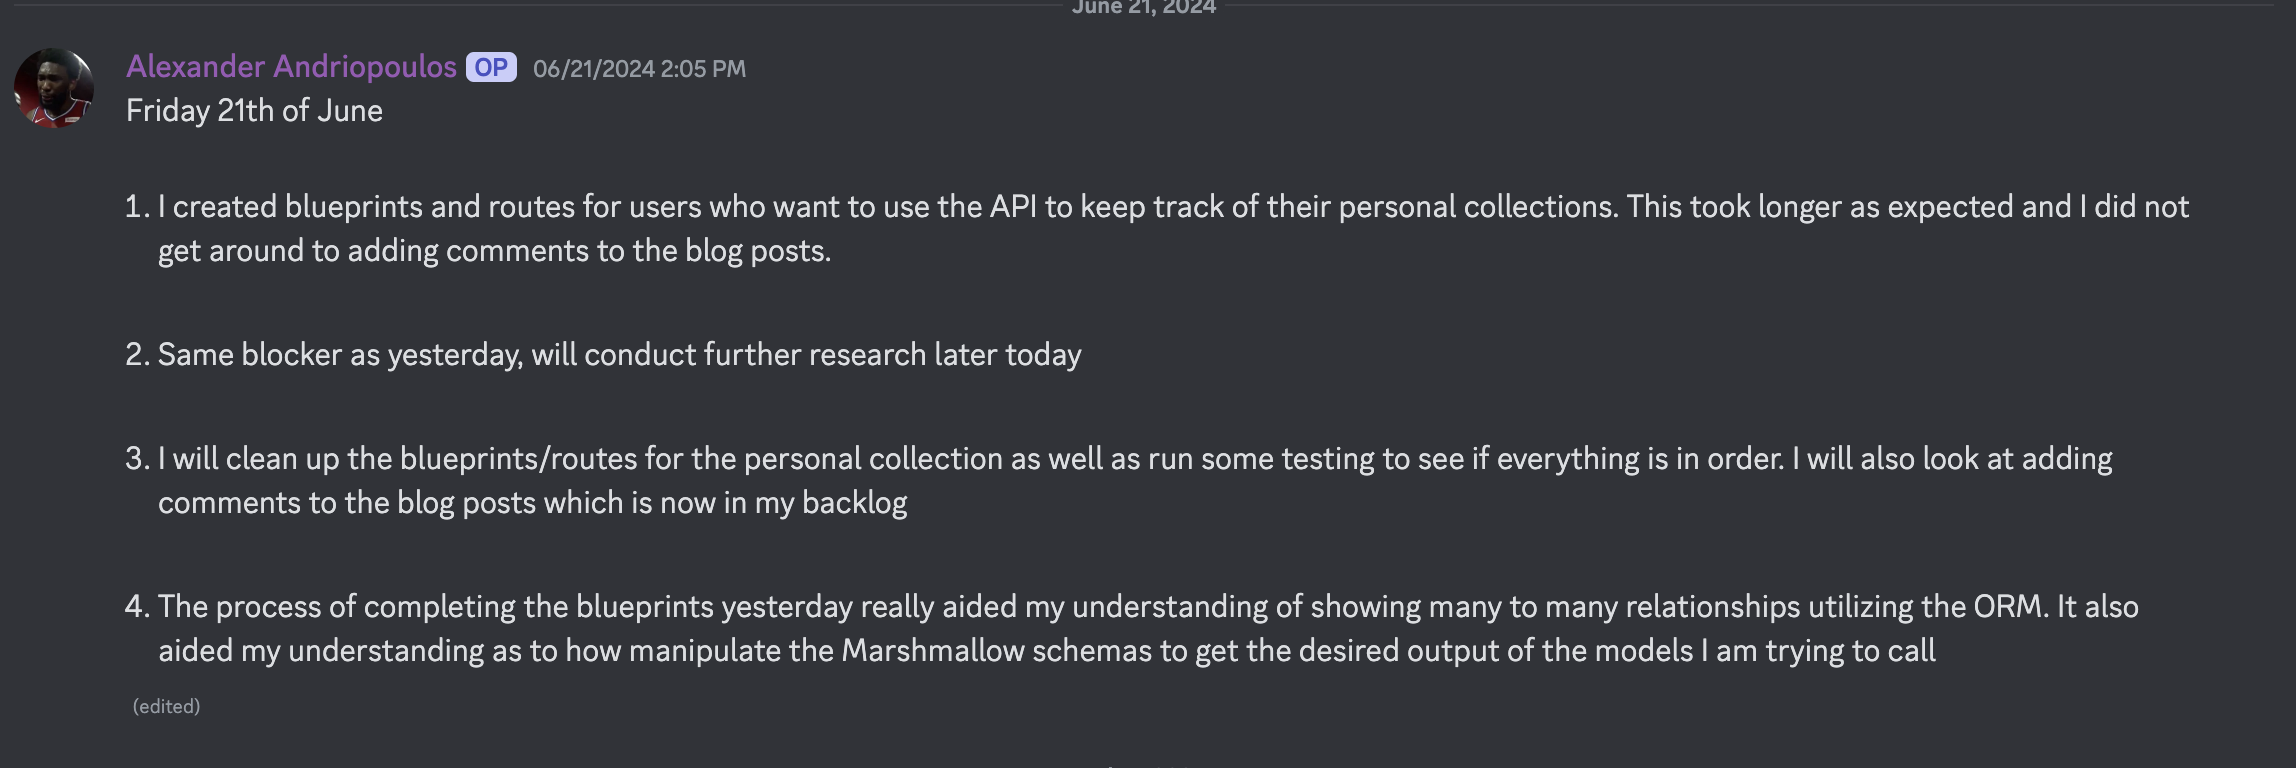 June 21, 2024
Alexander Andriopoulos OP 06/21/2024 2:05 PM
Friday 21th of June
1. I created blueprints and routes for users who want to use the API to keep track of their personal collections. This took longer as expected and I did not
get around to adding comments to the blog posts.
2. Same blocker as yesterday, will conduct further research later today
3. I will clean up the blueprints/routes for the personal collection as well as run some testing to see if everything is in order. I will also look at adding
comments to the blog posts which is now in my backlog
4. The process of completing the blueprints yesterday really aided my understanding of showing many to many relationships utilizing the ORM. It also
aided my understanding as to how manipulate the Marshmallow schemas to get the desired output of the models I am trying to call
(edited)